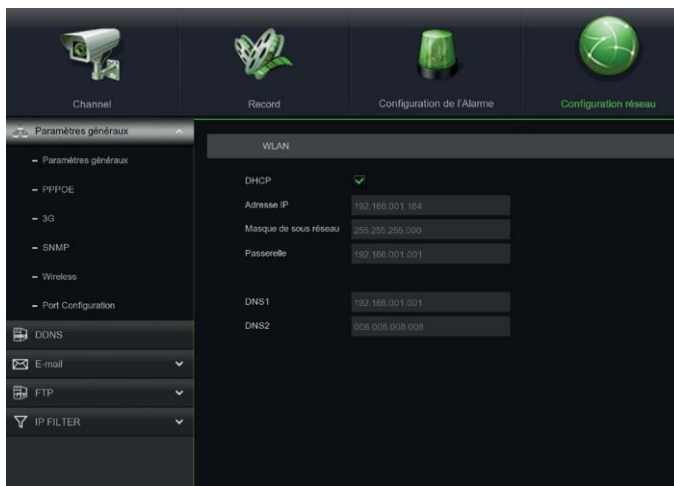 Channel
Record
Configuration de l'Alarme
Configuration réseau
Paramètres généraux
– Paramètres généraux
– PPPOE
– 3G
– SNMP
– Wireless
– Port Configuration
DDNS
E-mail
FTP
IP FILTER
WLAN
DHCP
Adresse IP 192.168.001.164
Masque de sous réseau 255.255.255.000
Passerelle 192.168.001.001
DNS1 192.168.001.001
DNS2 008.008.008.008